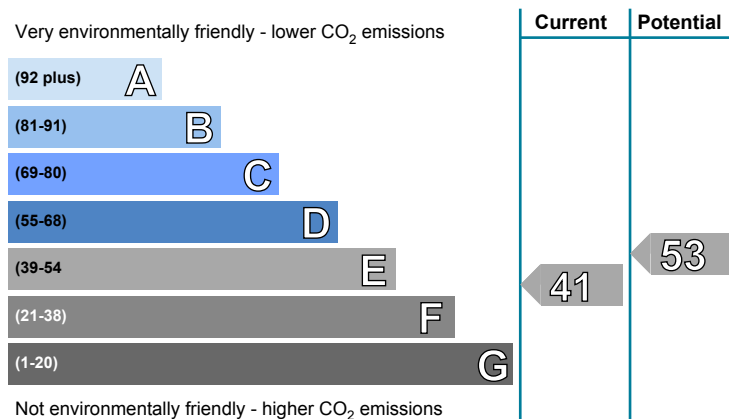 Current Potential
Very environmentally friendly - lower CO₂ emissions
(92 plus) A
(81-91) B
(69-80) C
(55-68) D
(39-54 E
(21-38) F
(1-20) G
41
53
Not environmentally friendly - higher CO₂ emissions